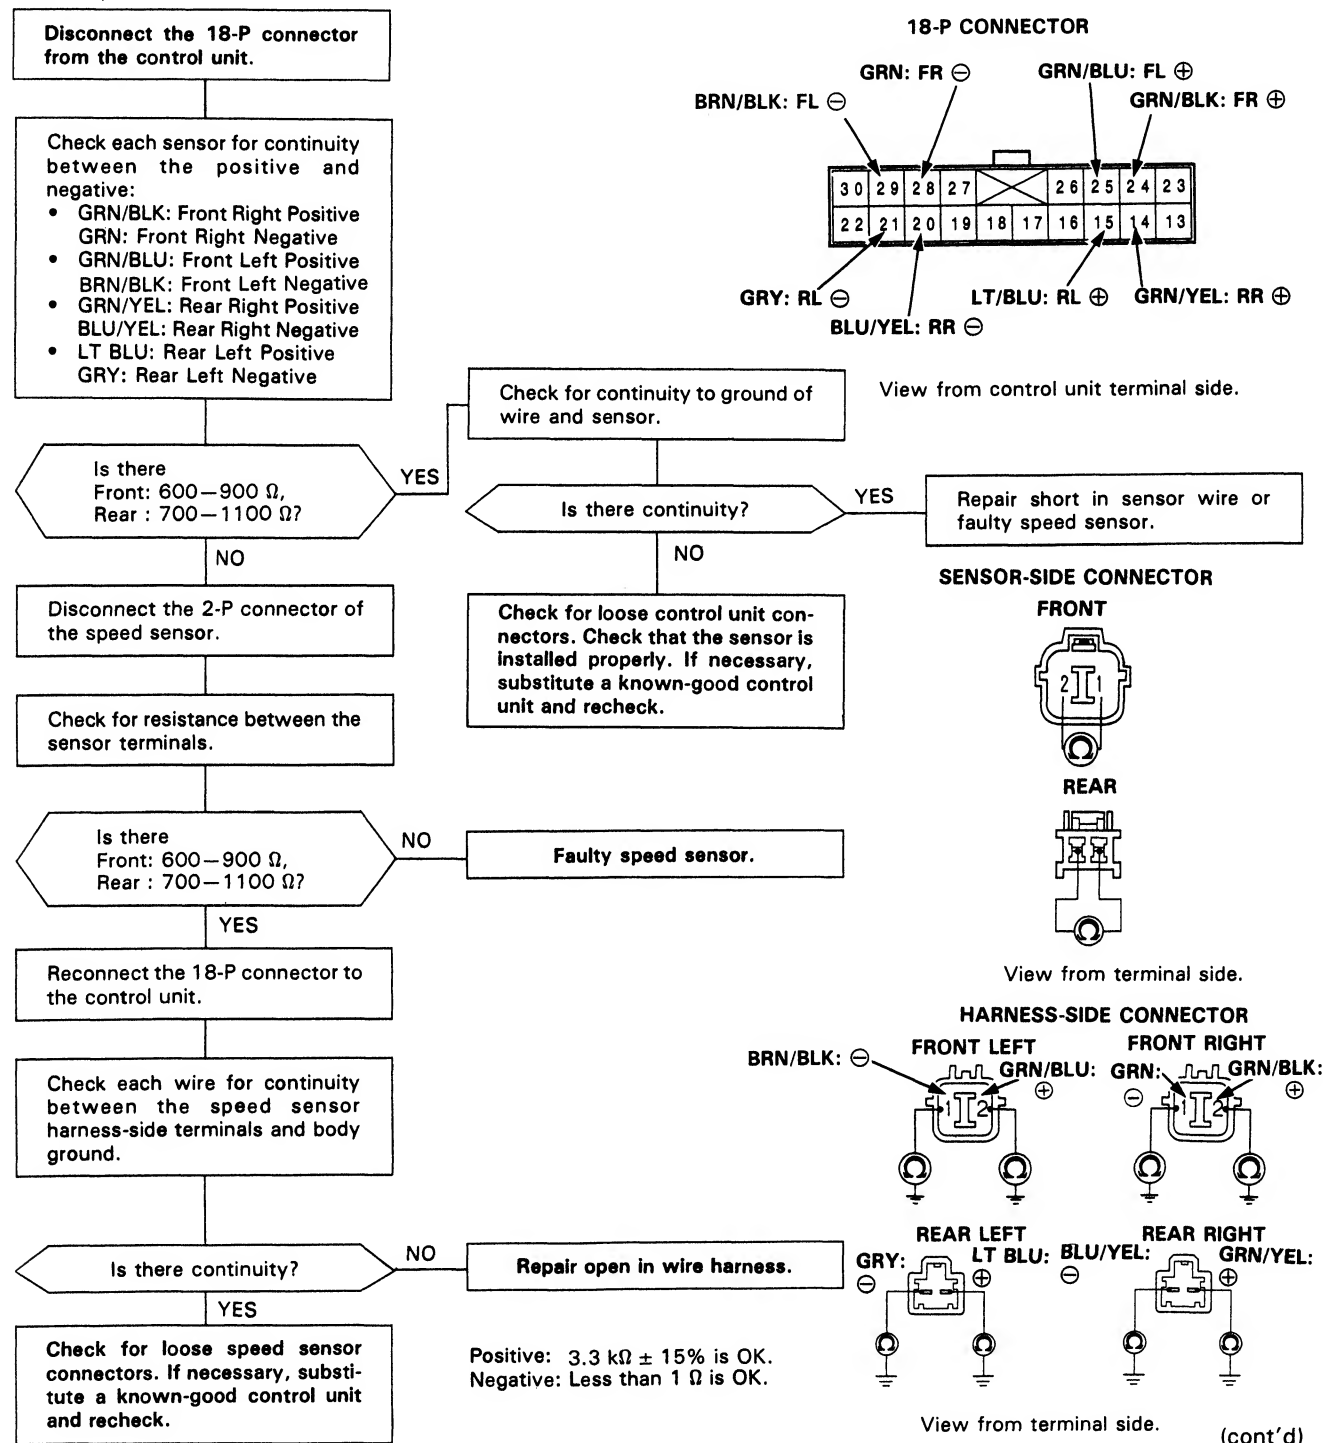 Disconnect the 18-P connector
from the control unit.
Check each sensor for continuity
between the positive and
negative:
• GRN/BLK: Front Right Positive
GRN: Front Right Negative
• GRN/BLU: Front Left Positive
BRN/BLK: Front Left Negative
• GRN/YEL: Rear Right Positive
BLU/YEL: Rear Right Negative
• LT BLU: Rear Left Positive
GRY: Rear Left Negative
Is there
Front: 600–900 Ω,
Rear : 700–1100 Ω?
YES
NO
Check for continuity to ground of
wire and sensor.
Is there continuity?
YES
NO
Repair short in sensor wire or
faulty speed sensor.
Check for loose control unit con-
nectors. Check that the sensor is
installed properly. If necessary,
substitute a known-good control
unit and recheck.
Disconnect the 2-P connector of
the speed sensor.
Check for resistance between the
sensor terminals.
Is there
Front: 600–900 Ω,
Rear : 700–1100 Ω?
NO
Faulty speed sensor.
YES
Reconnect the 18-P connector to
the control unit.
Check each wire for continuity
between the speed sensor
harness-side terminals and body
ground.
Is there continuity?
NO
Repair open in wire harness.
YES
Check for loose speed sensor
connectors. If necessary, substi-
tute a known-good control unit
and recheck.
Positive: 3.3 kΩ ± 15% is OK.
Negative: Less than 1 Ω is OK.
18-P CONNECTOR
GRN: FR ⊖
GRN/BLU: FL ⊕
BRN/BLK: FL ⊖
GRN/BLK: FR ⊕
30 29 28 27 26 25 24 23
22 21 20 19 18 17 16 15 14 13
GRY: RL ⊖
LT/BLU: RL ⊕
GRN/YEL: RR ⊕
BLU/YEL: RR ⊖
View from control unit terminal side.
SENSOR-SIDE CONNECTOR
FRONT
2 1
Ω
REAR
Ω
View from terminal side.
HARNESS-SIDE CONNECTOR
FRONT LEFT
BRN/BLK: ⊖
GRN/BLU:
⊕
1 2
Ω Ω
FRONT RIGHT
GRN:
⊖
GRN/BLK:
⊕
1 2
Ω Ω
REAR LEFT
GRY:
⊖
LT BLU:
⊕
Ω Ω
REAR RIGHT
BLU/YEL:
⊖
GRN/YEL:
⊕
Ω Ω
View from terminal side.
(cont'd)